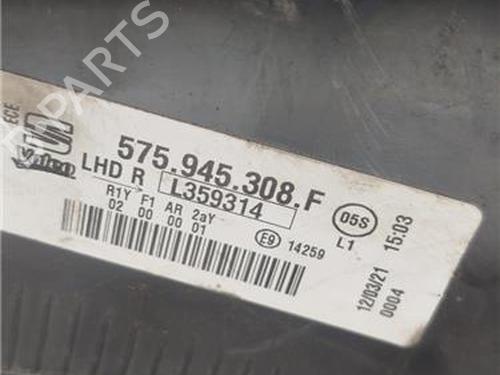 PARTS
ECE
Valeo
575.945.308.F
LHD R
L359314
R1Y F1 AR 2aY
02 00 00 01
E9 14259
05S
L1
12/03/21 15:03
0004